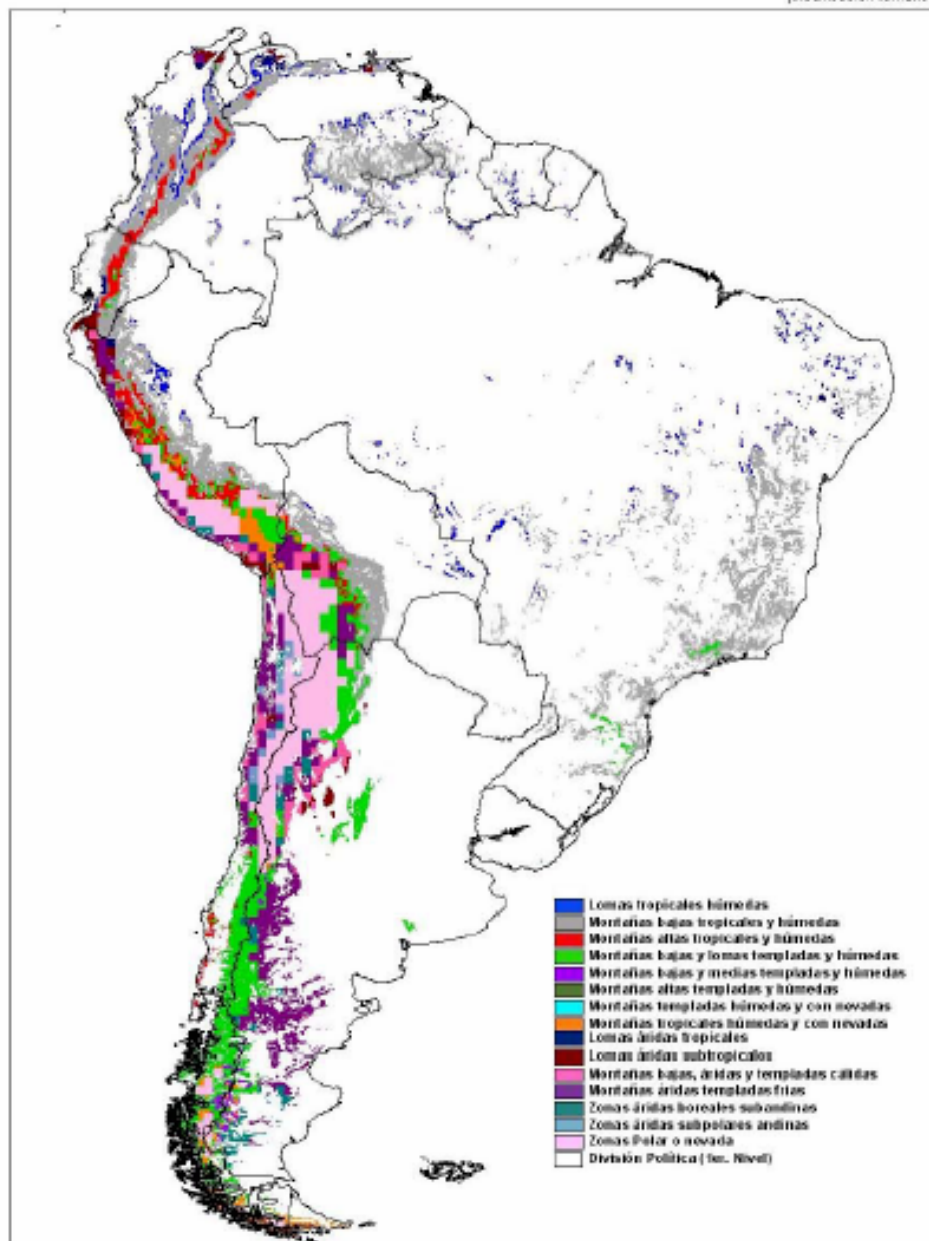 Lomas tropicales húmedas
Montañas bajas tropicales y húmedas
Montañas altas tropicales y húmedas
Montañas bajas y lomas templadas y húmedas
Montañas bajas y medias templadas y húmedas
Montañas altas templadas y húmedas
Montañas templadas húmedas y con nevadas
Montañas tropicales húmedas y con nevadas
Lomas áridas tropicales
Lomas áridas subtropicales
Montañas bajas, áridas y templadas cálidas
Montañas áridas templadas frías
Zonas áridas boreales subandinas
Zonas áridas subpolares andinas
Zonas Polar o nevada
División Política (1er. Nivel)